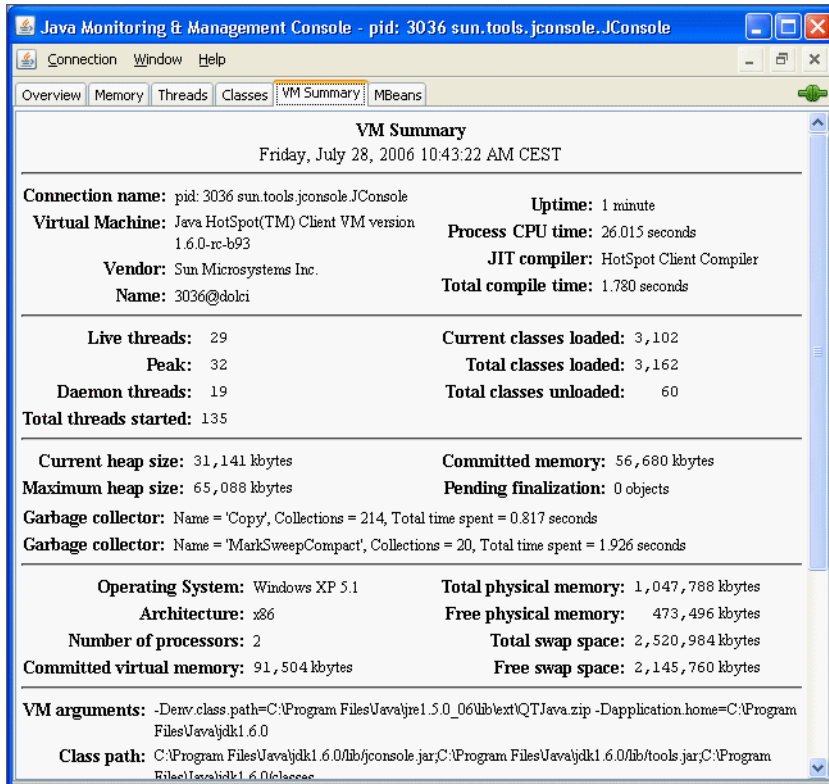 Java Monitoring & Management Console - pid: 3036 sun.tools.jconsole.JConsole
Connection Window Help
Overview Memory Threads Classes VM Summary MBeans
VM Summary
Friday, July 28, 2006 10:43:22 AM CEST
Connection name: pid: 3036 sun.tools.jconsole.JConsole
Virtual Machine: Java HotSpot(TM) Client VM version
1.6.0-rc-b93
Vendor: Sun Microsystems Inc.
Name: 3036@dolci
Uptime: 1 minute
Process CPU time: 26.015 seconds
JIT compiler: HotSpot Client Compiler
Total compile time: 1.780 seconds
Live threads: 29
Peak: 32
Daemon threads: 19
Total threads started: 135
Current classes loaded: 3,102
Total classes loaded: 3,162
Total classes unloaded: 60
Current heap size: 31,141 kbytes
Maximum heap size: 65,088 kbytes
Committed memory: 56,680 kbytes
Pending finalization: 0 objects
Garbage collector: Name = 'Copy', Collections = 214, Total time spent = 0.817 seconds
Garbage collector: Name = 'MarkSweepCompact', Collections = 20, Total time spent = 1.926 seconds
Operating System: Windows XP 5.1
Architecture: x86
Number of processors: 2
Committed virtual memory: 91,504 kbytes
Total physical memory: 1,047,788 kbytes
Free physical memory: 473,496 kbytes
Total swap space: 2,520,984 kbytes
Free swap space: 2,145,760 kbytes
VM arguments: -Denv.class.path=C:\Program Files\Java\jre1.5.0_06\lib\ext\QTJava.zip -Dapplication.home=C:\Program
Files\Java\jdk1.6.0
Class path: C:\Program Files\Java\jdk1.6.0/lib/jconsole.jar;C:\Program Files\Java\jdk1.6.0/lib/tools.jar;C:\Program
Files\Java\jdk1.6.0/classes